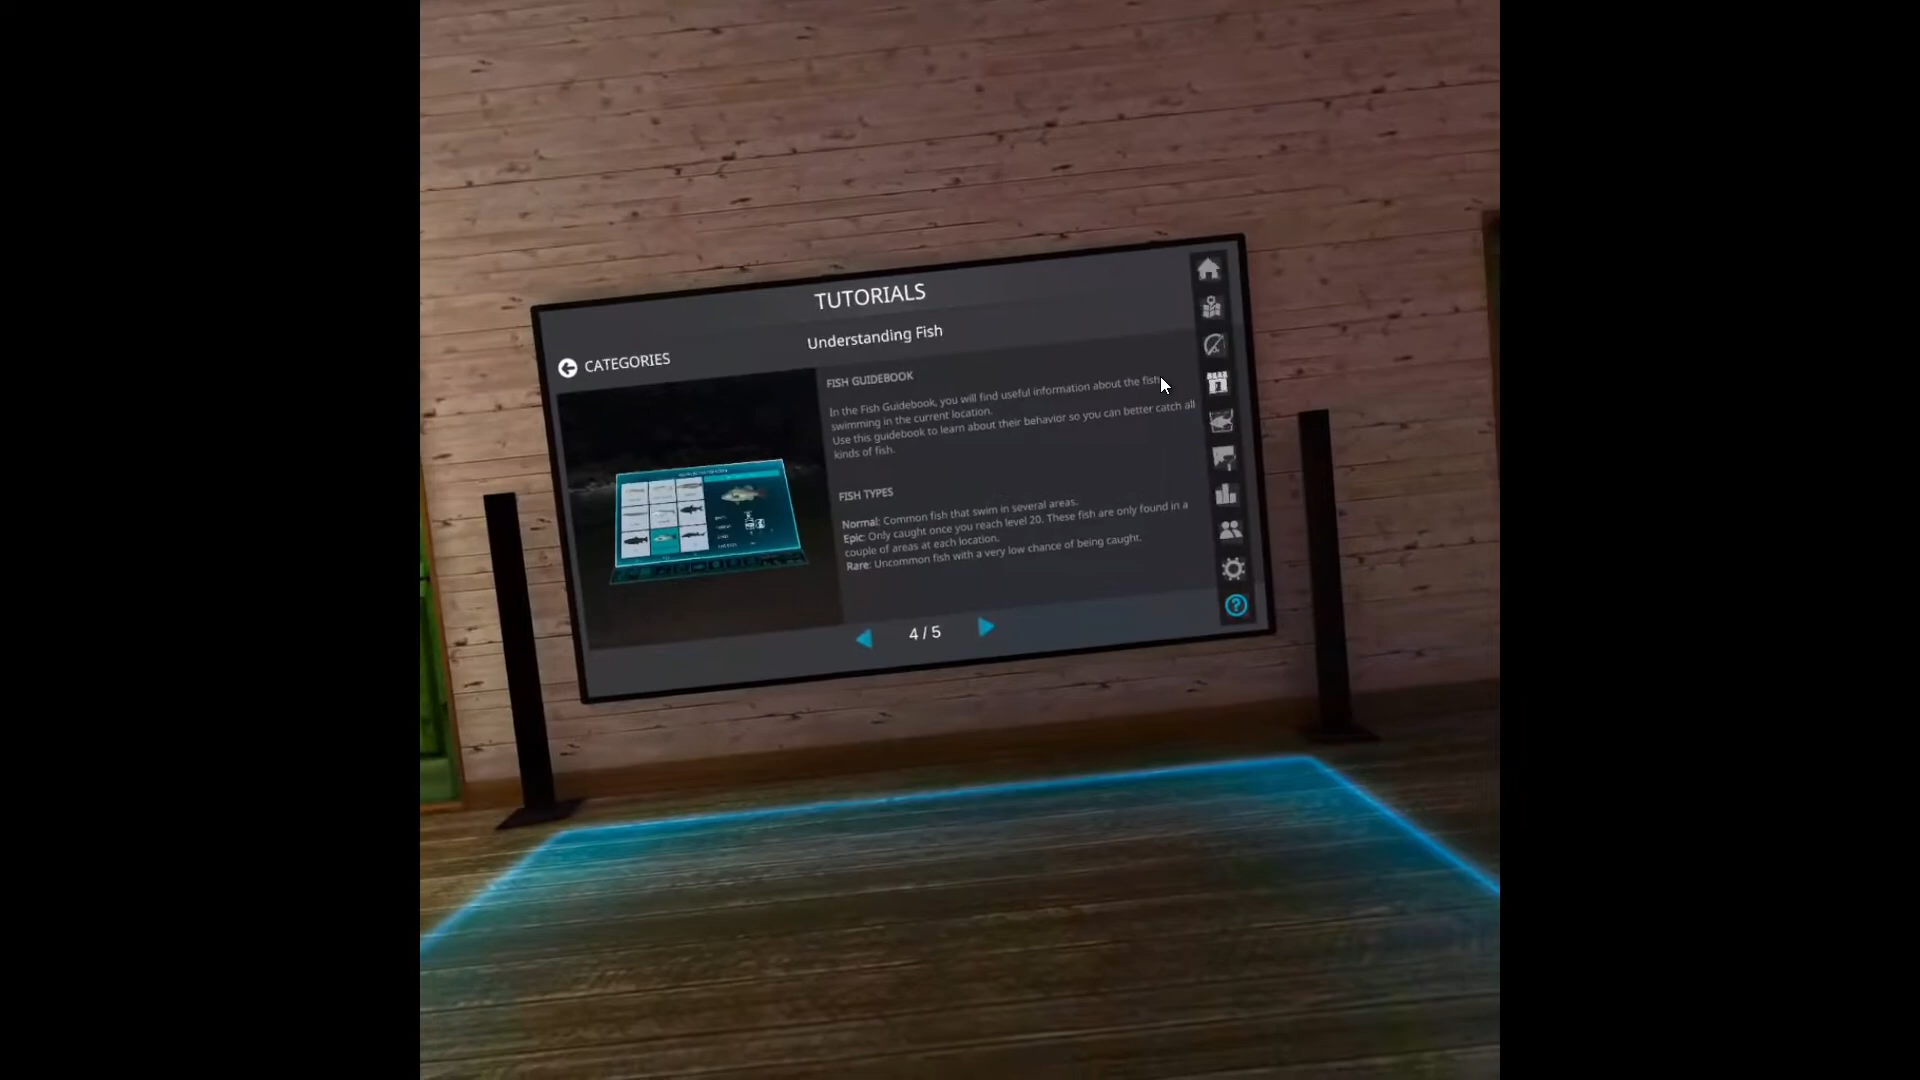 TUTORIALS
Understanding Fish
CATEGORIES
FISH GUIDEBOOK
In the Fish Guidebook, you will find useful information about the fish
swimming in the current location.
Use this guidebook to learn about their behavior so you can better catch all
kinds of fish.
FISH TYPES
Normal: Common fish that swim in several areas.
Epic: Only caught once you reach level 20. These fish are only found in a
couple of areas at each location.
Rare: Uncommon fish with a very low chance of being caught.
4 / 5